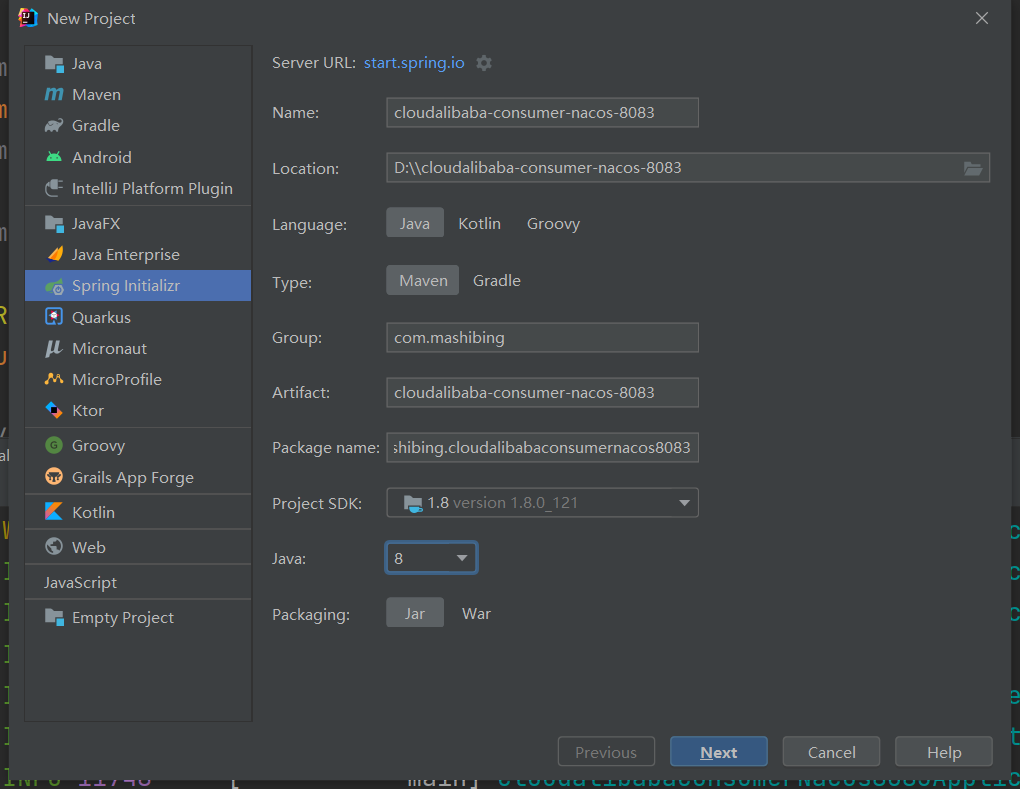 New Project
Java
Maven
Gradle
Android
IntelliJ Platform Plugin
JavaFX
Java Enterprise
Spring Initializr
Quarkus
Micronaut
MicroProfile
Ktor
Groovy
Grails App Forge
Kotlin
Web
JavaScript
Empty Project
Server URL: start.spring.io
Name: cloudalibaba-consumer-nacos-8083
Location: D:\\cloudalibaba-consumer-nacos-8083
Language: Java Kotlin Groovy
Type: Maven Gradle
Group: com.mashibing
Artifact: cloudalibaba-consumer-nacos-8083
Package name: shibing.cloudalibabaconsumernacos8083
Project SDK: 1.8 version 1.8.0_121
Java: 8
Packaging: Jar War
Previous Next Cancel Help